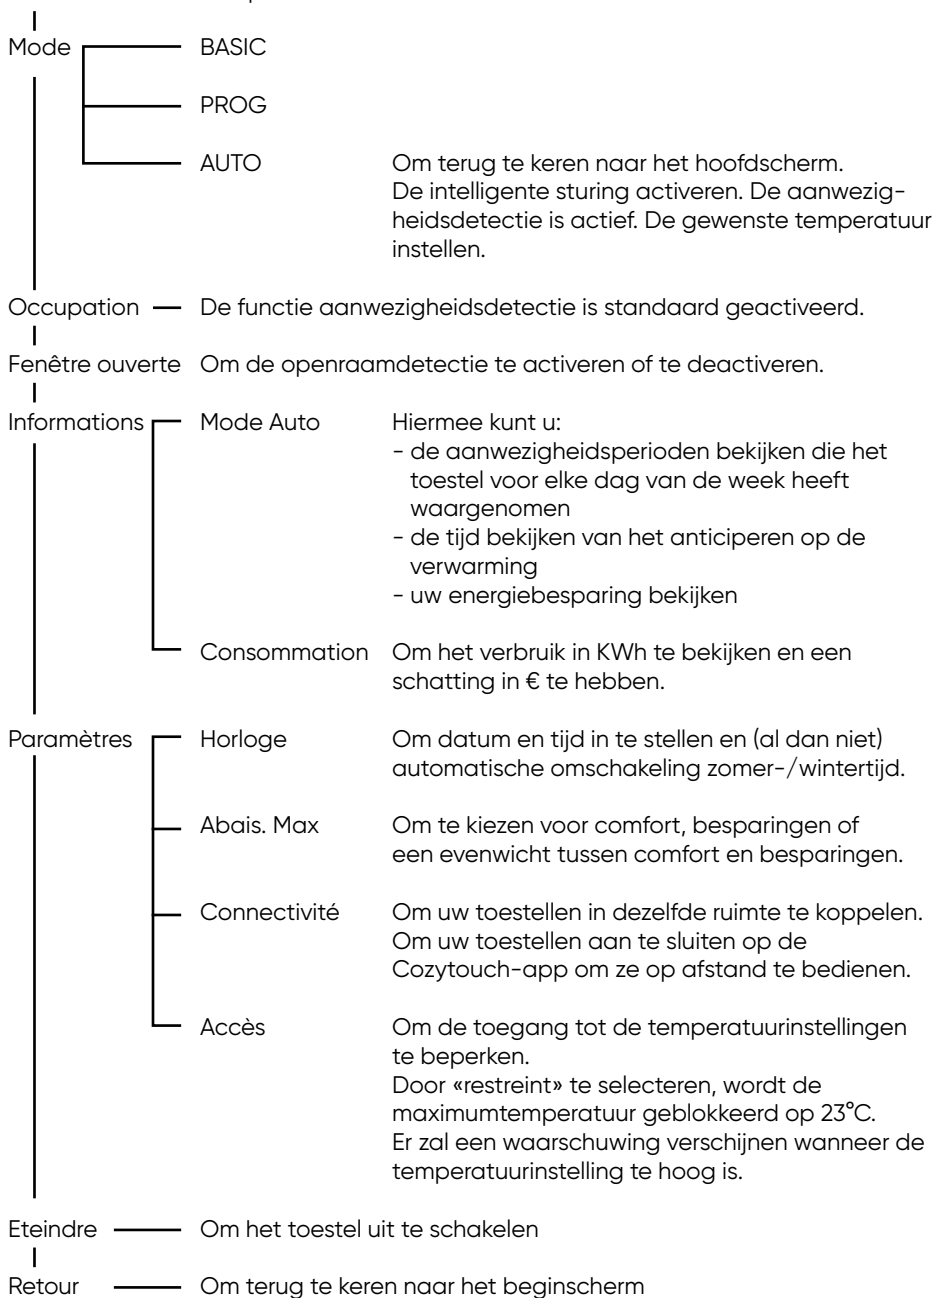 Mode
BASIC
PROG
AUTO
Om terug te keren naar het hoofdscherm.
De intelligente sturing activeren. De aanwezig-
heidsdetectie is actief. De gewenste temperatuur
instellen.
Occupation
De functie aanwezigheidsdetectie is standaard geactiveerd.
Fenêtre ouverte
Om de openraamdetectie te activeren of te deactiveren.
Informations
Mode Auto
Hiermee kunt u:
- de aanwezigheidsperioden bekijken die het
toestel voor elke dag van de week heeft
waargenomen
- de tijd bekijken van het anticiperen op de
verwarming
- uw energiebesparing bekijken
Consommation
Om het verbruik in KWh te bekijken en een
schatting in € te hebben.
Paramètres
Horloge
Om datum en tijd in te stellen en (al dan niet)
automatische omschakeling zomer-/wintertijd.
Abais. Max
Om te kiezen voor comfort, besparingen of
een evenwicht tussen comfort en besparingen.
Connectivité
Om uw toestellen in dezelfde ruimte te koppelen.
Om uw toestellen aan te sluiten op de
Cozytouch-app om ze op afstand te bedienen.
Accès
Om de toegang tot de temperatuurinstellingen
te beperken.
Door «restreint» te selecteren, wordt de
maximumtemperatuur geblokkeerd op 23°C.
Er zal een waarschuwing verschijnen wanneer de
temperatuurinstelling te hoog is.
Eteindre
Om het toestel uit te schakelen
Retour
Om terug te keren naar het beginscherm